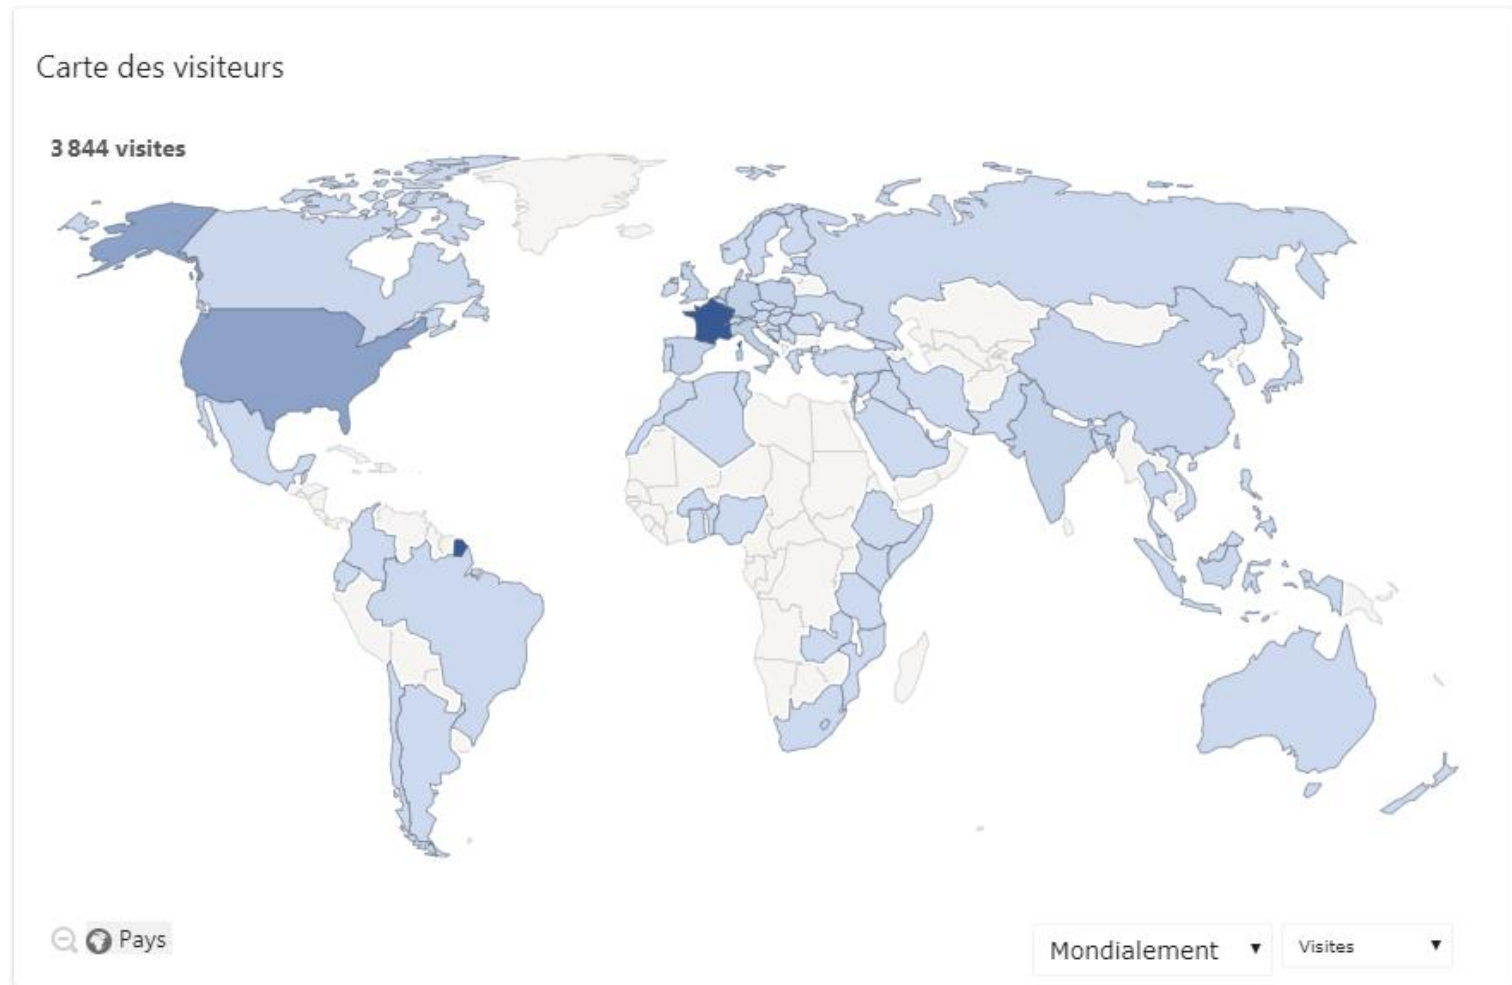 Carte des visiteurs
3 844 visites
Pays
Mondialement
Visites